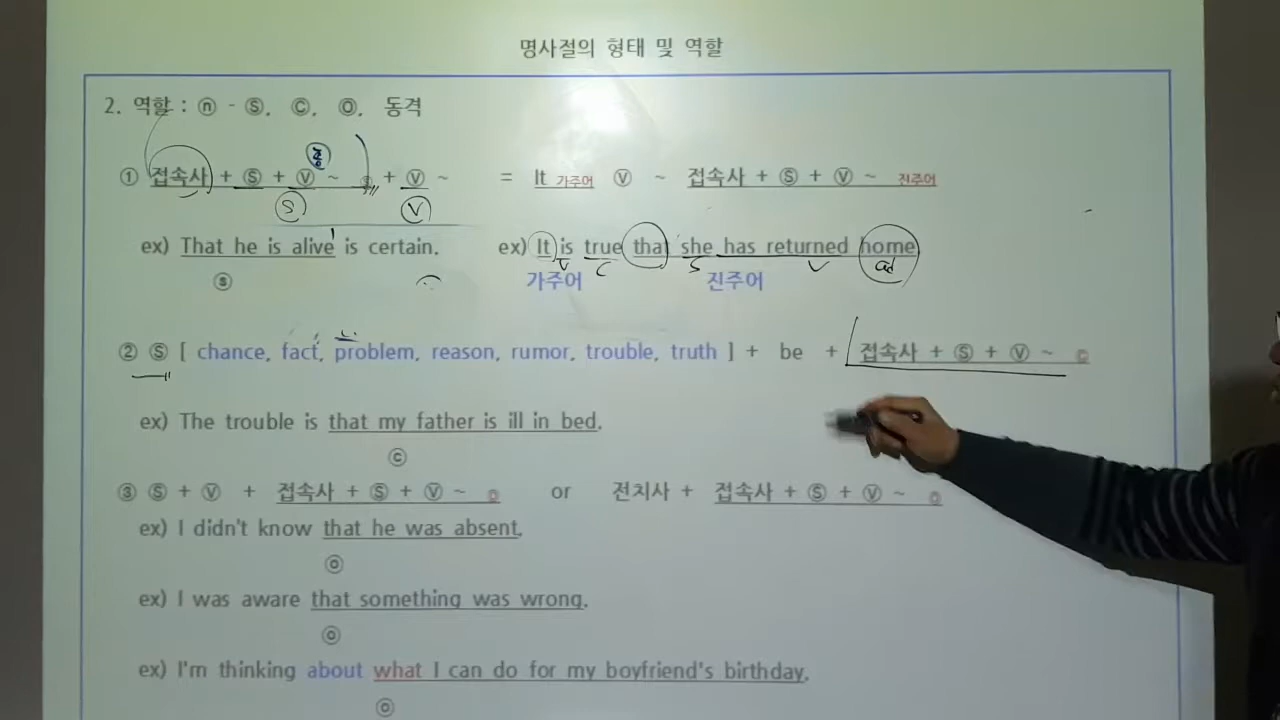 명사절의 형태 및 역할
2. 역할 : ⓝ - Ⓢ, Ⓒ, Ⓞ, 동격
① 접속사 + Ⓢ + Ⓥ ~ + Ⓥ ~ = It 가주어 Ⓥ ~ 접속사 + Ⓢ + Ⓥ ~ 진주어
Ⓢ Ⓥ
ex) That he is alive is certain. ex) It is true that she has returned home
V C S V ad
ⓢ 가주어 진주어
② Ⓢ [ chance, fact, problem, reason, rumor, trouble, truth ] + be + 접속사 + Ⓢ + Ⓥ ~ C
ex) The trouble is that my father is ill in bed.
ⓒ
③ Ⓢ + Ⓥ + 접속사 + Ⓢ + Ⓥ ~ O or 전치사 + 접속사 + Ⓢ + Ⓥ ~ O
ex) I didn't know that he was absent.
ⓞ
ex) I was aware that something was wrong.
ⓞ
ex) I'm thinking about what I can do for my boyfriend's birthday.
ⓞ